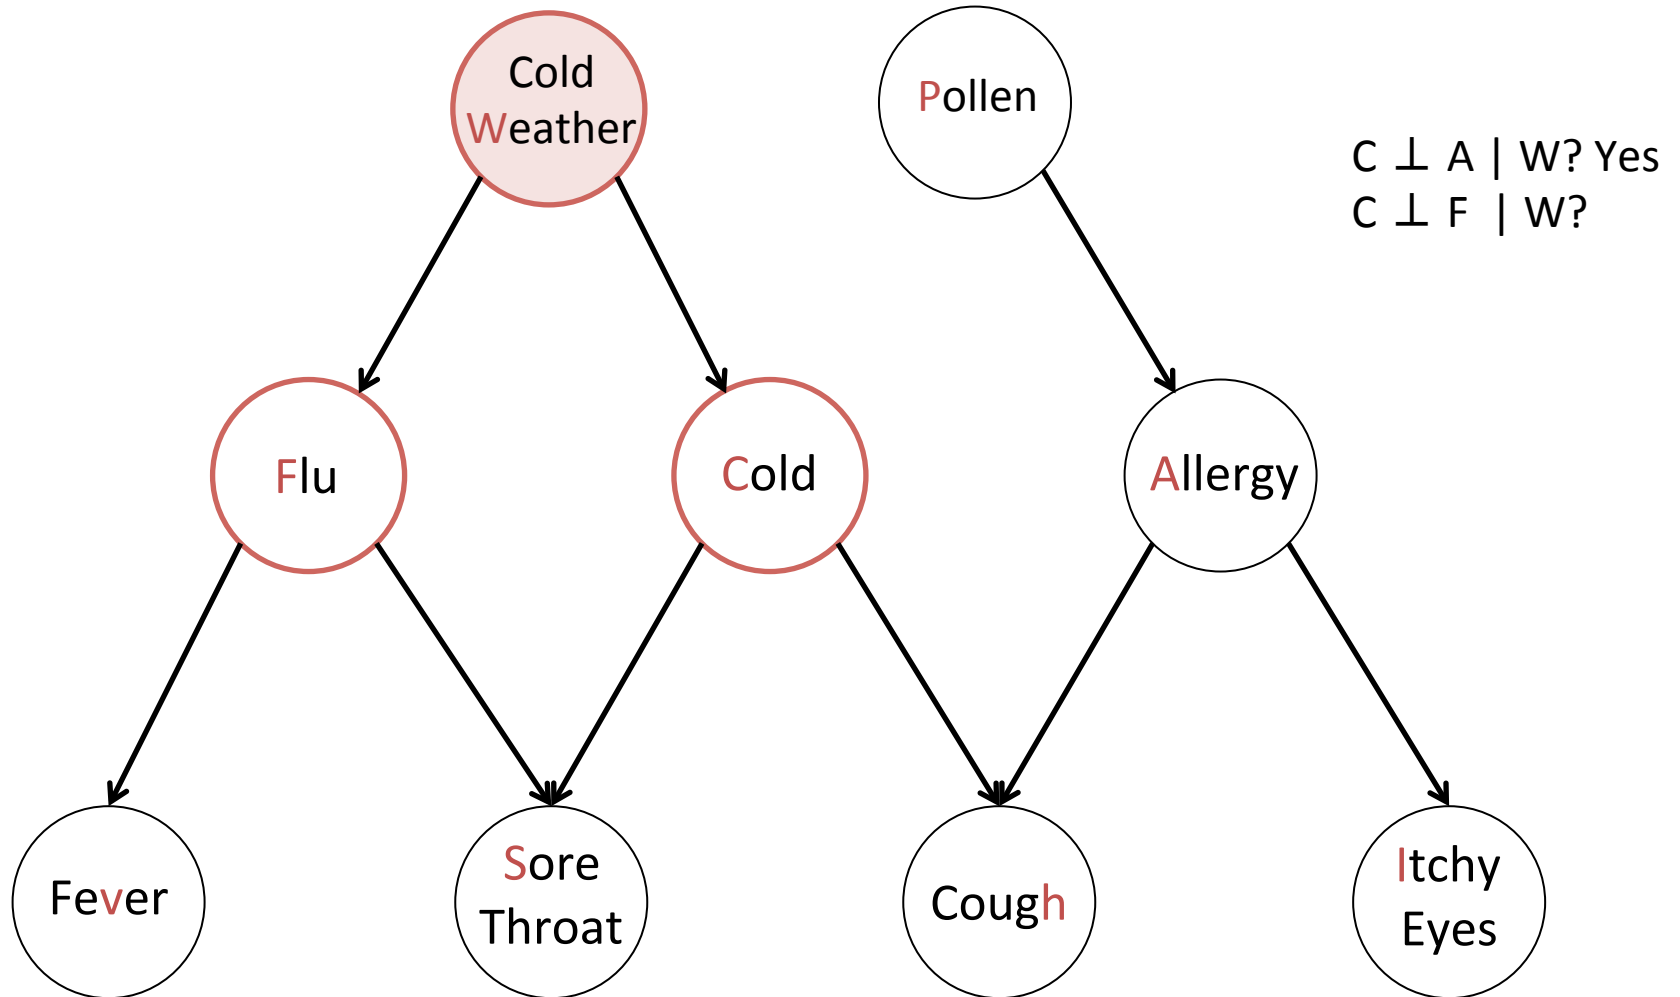 Cold
Weather
Pollen
C ⊥ A | W? Yes
C ⊥ F | W?
Flu
Cold
Allergy
Fever
Sore
Throat
Cough
Itchy
Eyes